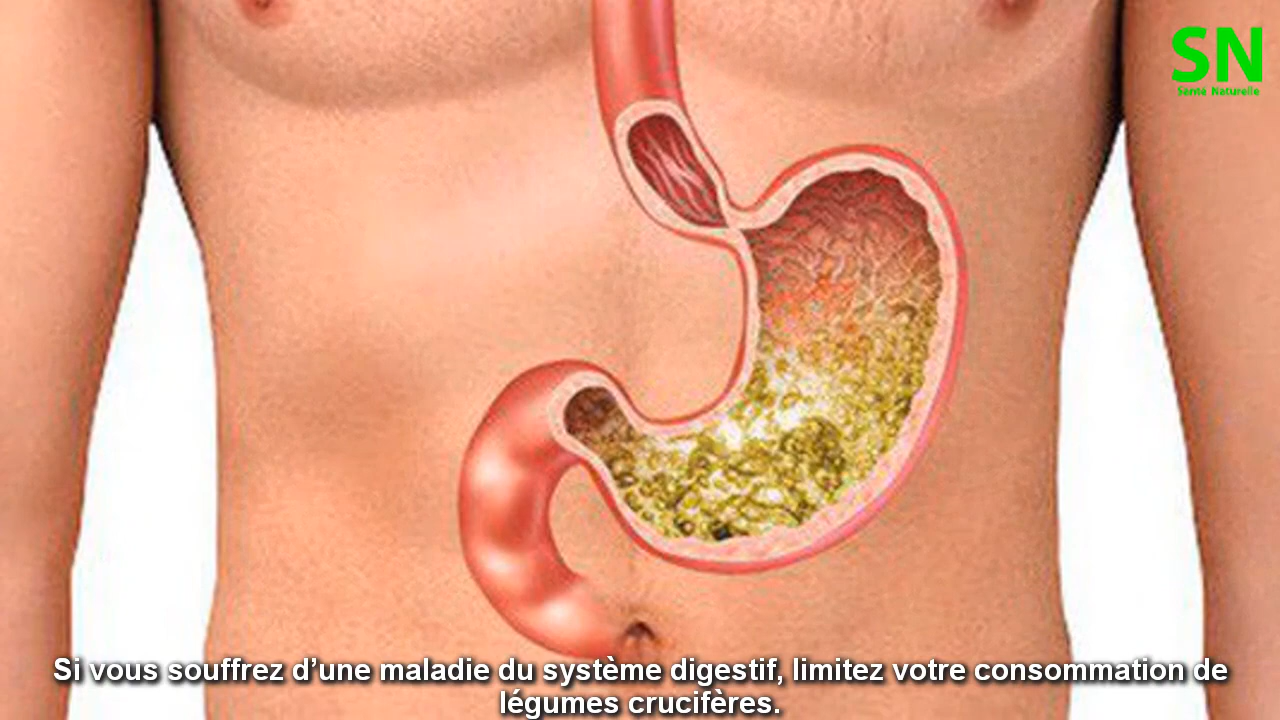 SN
Santé Naturelle
Si vous souffrez d’une maladie du système digestif, limitez votre consommation de
légumes crucifères.